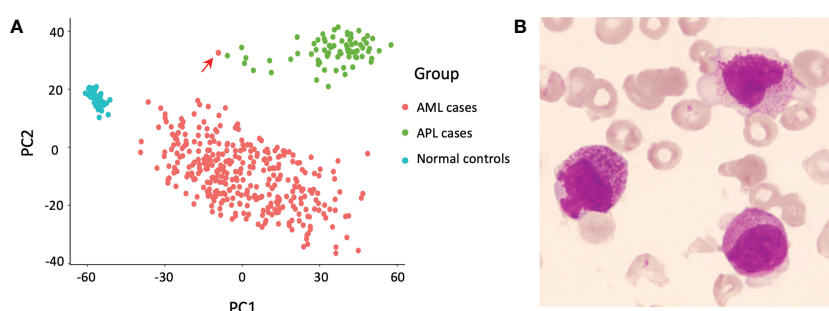 A
B
40
20
0
-20
-40
PC2
-60
-30
0
30
60
PC1
Group
AML cases
APL cases
Normal controls